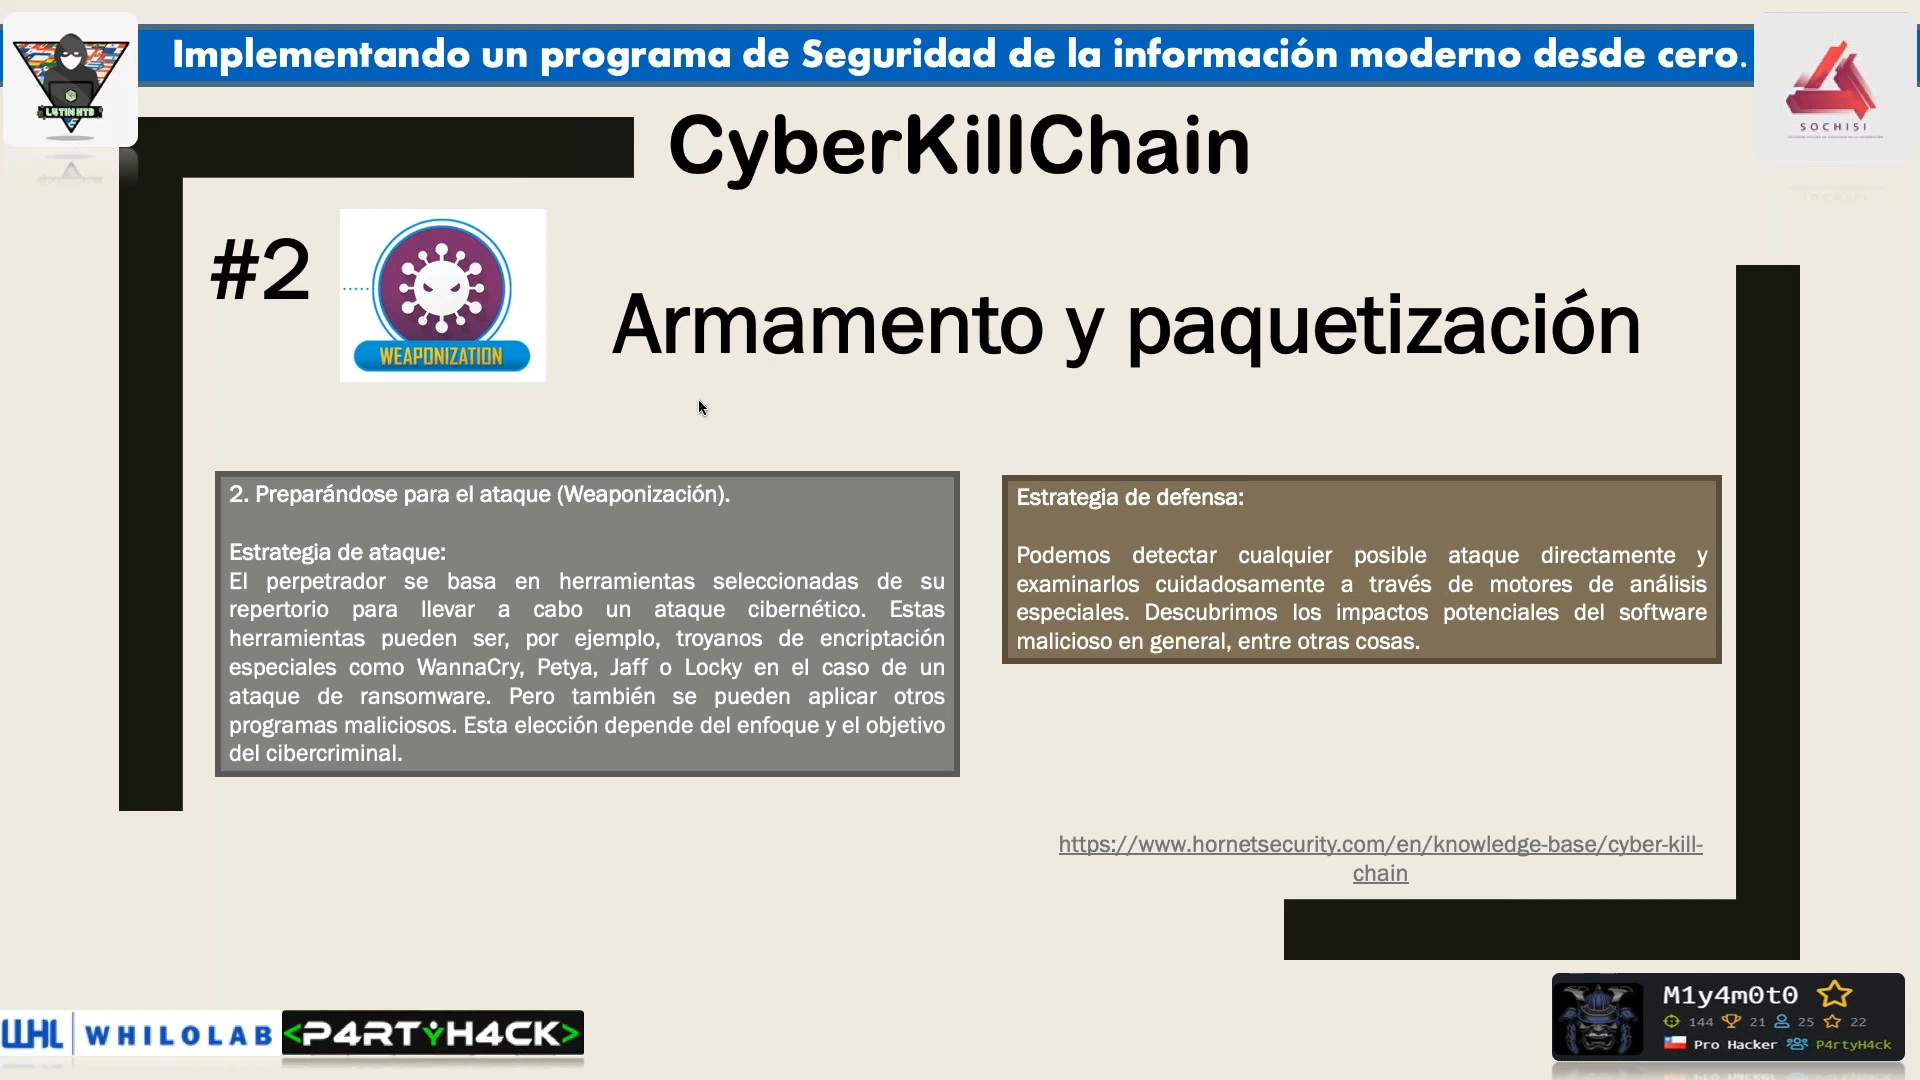 Implementando un programa de Seguridad de la información moderno desde cero.
L4TIN HTB
SOCHISI
CyberKillChain
#2
WEAPONIZATION
Armamento y paquetización
2. Preparándose para el ataque (Weaponización).
Estrategia de ataque:
El perpetrador se basa en herramientas seleccionadas de su
repertorio para llevar a cabo un ataque cibernético. Estas
herramientas pueden ser, por ejemplo, troyanos de encriptación
especiales como WannaCry, Petya, Jaff o Locky en el caso de un
ataque de ransomware. Pero también se pueden aplicar otros
programas maliciosos. Esta elección depende del enfoque y el objetivo
del cibercriminal.
Estrategia de defensa:
Podemos detectar cualquier posible ataque directamente y
examinarlos cuidadosamente a través de motores de análisis
especiales. Descubrimos los impactos potenciales del software
malicioso en general, entre otras cosas.
https://www.hornetsecurity.com/en/knowledge-base/cyber-kill-
chain
WHL WHILOLAB
<P4RTYH4CK>
M1y4m0t0
144 21 25 22
Pro Hacker P4rtyH4ck